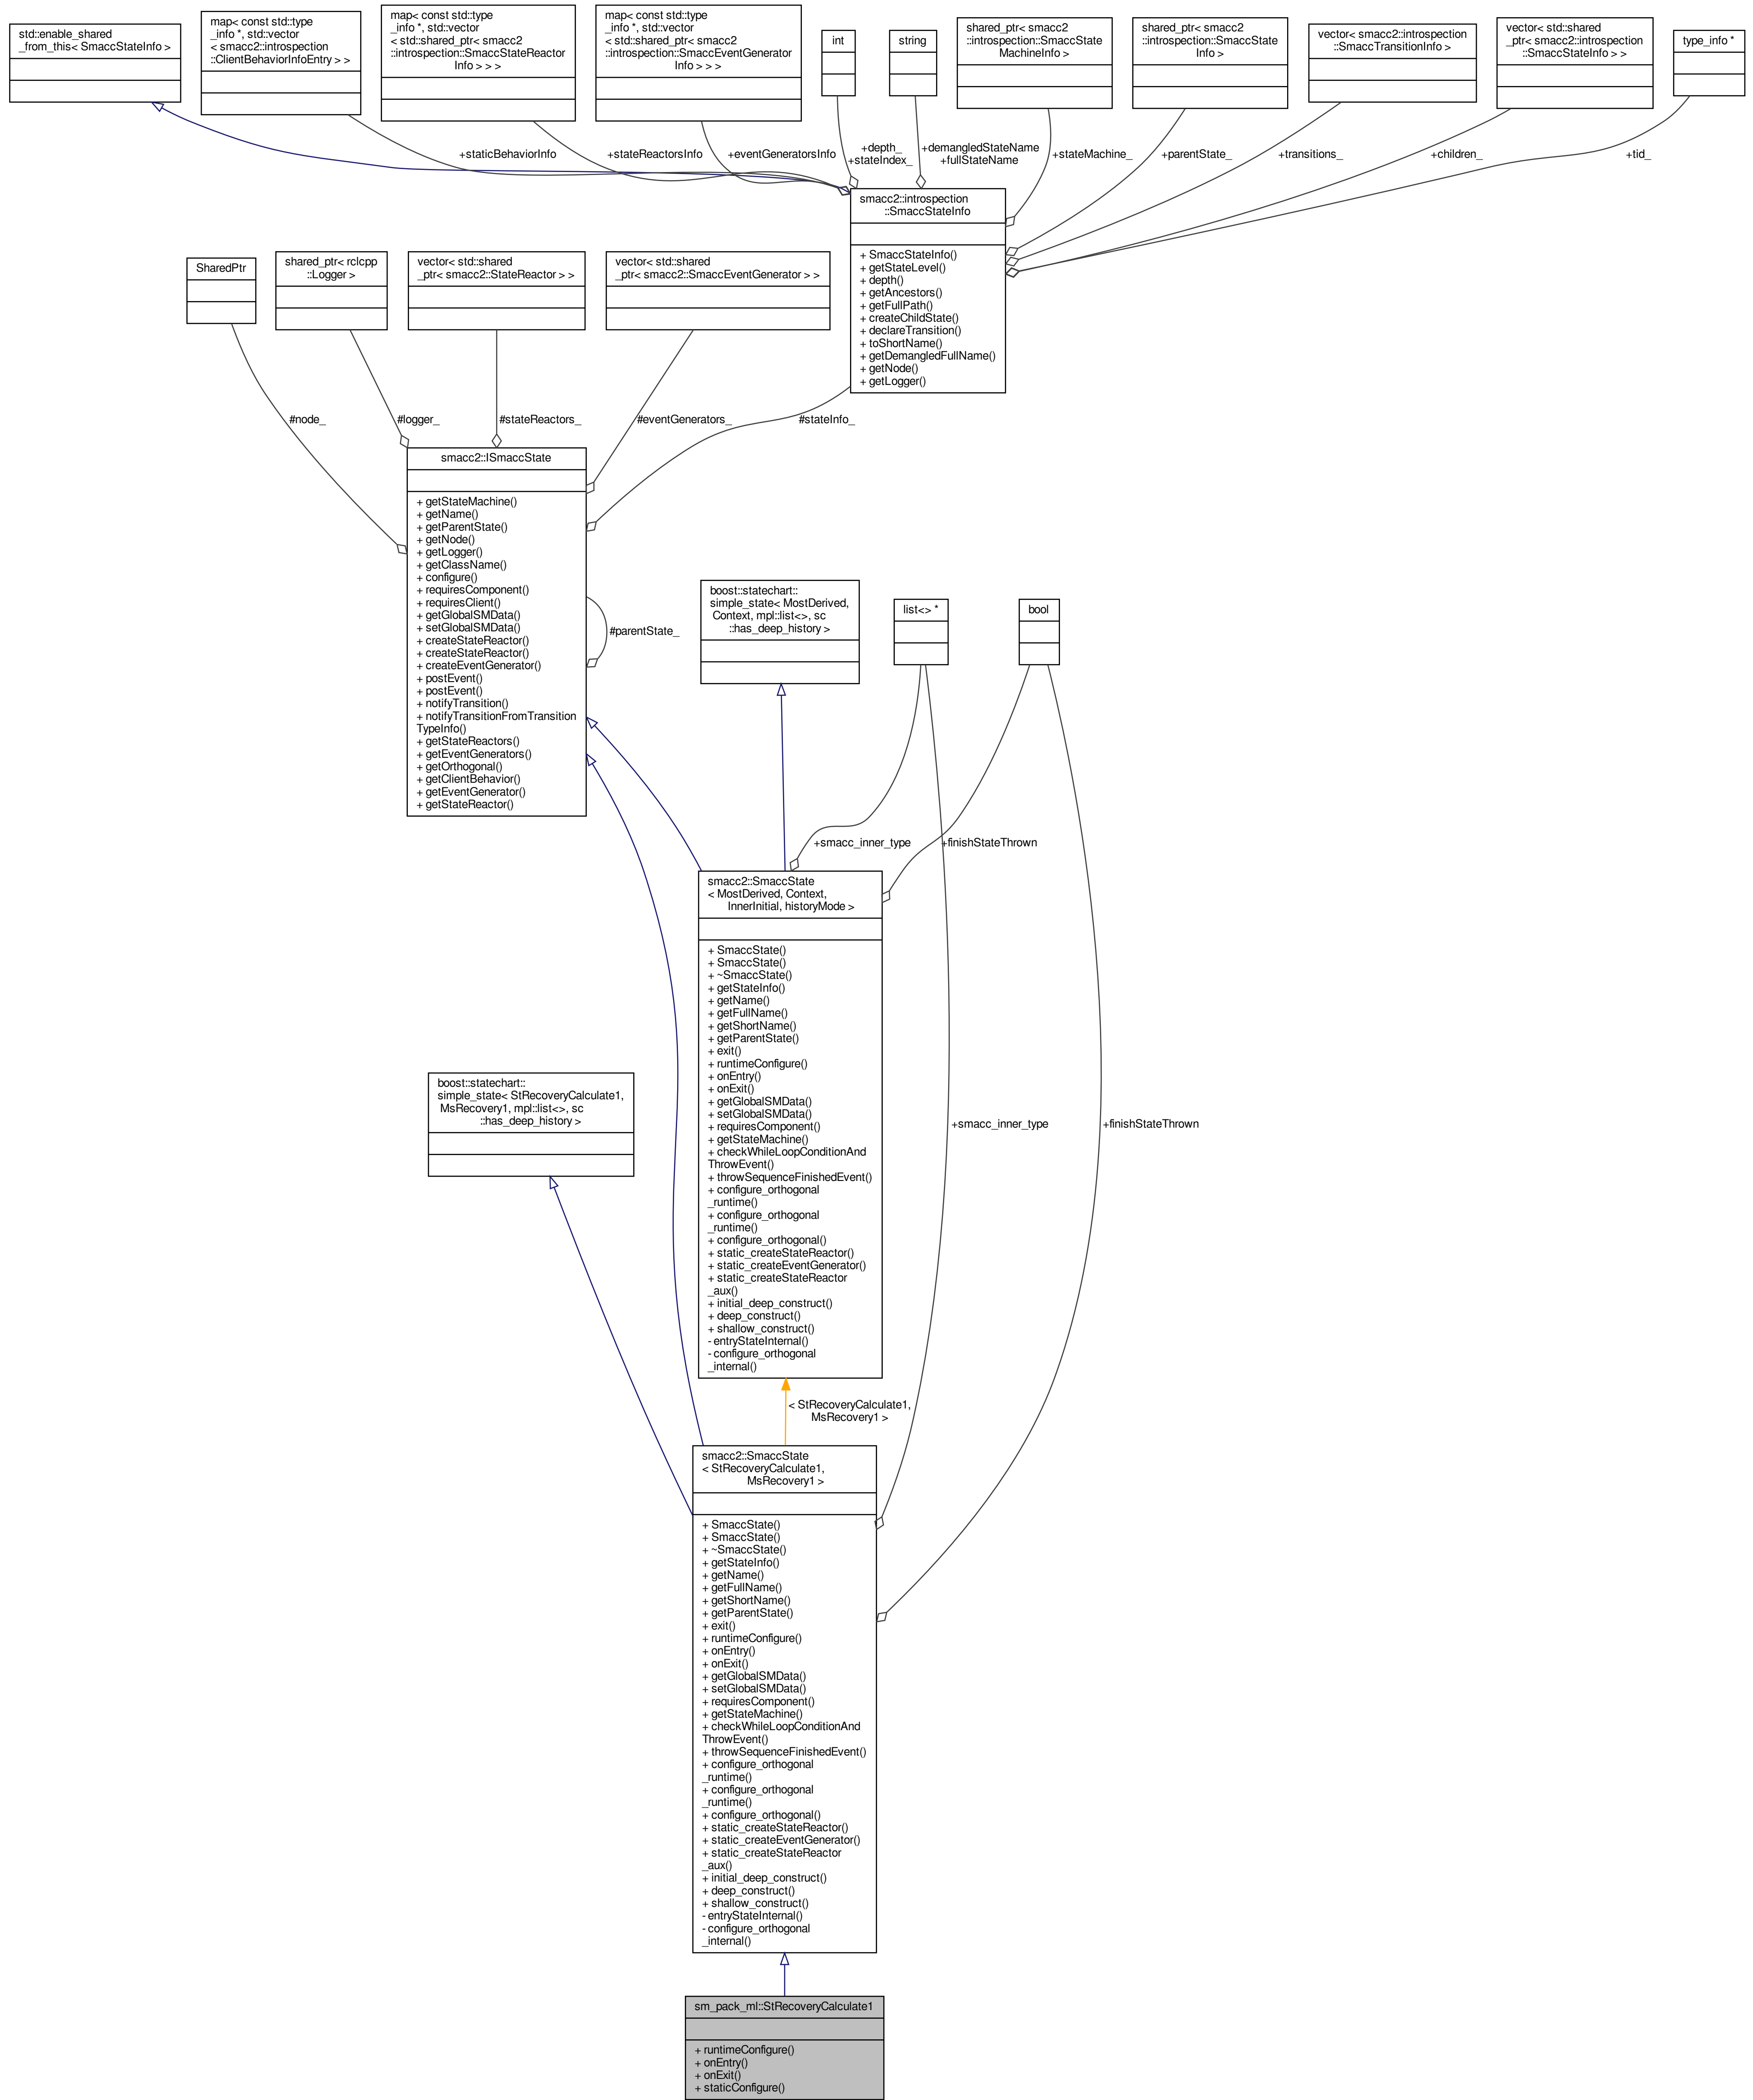 std::enable_shared
_from_this< SmaccStateInfo >
map< const std::type
_info *, std::vector
< smacc2::introspection
::ClientBehaviorInfoEntry > >
map< const std::type
_info *, std::vector
< std::shared_ptr< smacc2
::introspection::SmaccStateReactor
Info > > >
map< const std::type
_info *, std::vector
< std::shared_ptr< smacc2
::introspection::SmaccEventGenerator
Info > > >
int
string
shared_ptr< smacc2
::introspection::SmaccState
MachineInfo >
shared_ptr< smacc2
::introspection::SmaccState
Info >
vector< smacc2::introspection
::SmaccTransitionInfo >
vector< std::shared
_ptr< smacc2::introspection
::SmaccStateInfo > >
type_info *
+staticBehaviorInfo
+stateReactorsInfo
+eventGeneratorsInfo
+depth_
+stateIndex_
+demangledStateName
+fullStateName
+stateMachine_
+parentState_
+transitions_
+children_
+tid_
smacc2::introspection
::SmaccStateInfo
+ SmaccStateInfo()
+ getStateLevel()
+ depth()
+ getAncestors()
+ getFullPath()
+ createChildState()
+ declareTransition()
+ toShortName()
+ getDemangledFullName()
+ getNode()
+ getLogger()
SharedPtr
shared_ptr< rclcpp
::Logger >
vector< std::shared
_ptr< smacc2::StateReactor > >
vector< std::shared
_ptr< smacc2::SmaccEventGenerator > >
#node_
#logger_
#stateReactors_
#eventGenerators_
#stateInfo_
smacc2::ISmaccState
+ getStateMachine()
+ getName()
+ getParentState()
+ getNode()
+ getLogger()
+ getClassName()
+ configure()
+ requiresComponent()
+ requiresClient()
+ getGlobalSMData()
+ setGlobalSMData()
+ createStateReactor()
+ createStateReactor()
+ createEventGenerator()
+ postEvent()
+ postEvent()
+ notifyTransition()
+ notifyTransitionFromTransition
TypeInfo()
+ getStateReactors()
+ getEventGenerators()
+ getOrthogonal()
+ getClientBehavior()
+ getEventGenerator()
+ getStateReactor()
#parentState_
boost::statechart::
simple_state< MostDerived,
Context, mpl::list<>, sc
::has_deep_history >
list<> *
bool
+smacc_inner_type
+finishStateThrown
smacc2::SmaccState
< MostDerived, Context,
InnerInitial, historyMode >
+ SmaccState()
+ SmaccState()
+ ~SmaccState()
+ getStateInfo()
+ getName()
+ getFullName()
+ getShortName()
+ getParentState()
+ exit()
+ runtimeConfigure()
+ onEntry()
+ onExit()
+ getGlobalSMData()
+ setGlobalSMData()
+ requiresComponent()
+ getStateMachine()
+ checkWhileLoopConditionAnd
ThrowEvent()
+ throwSequenceFinishedEvent()
+ configure_orthogonal
_runtime()
+ configure_orthogonal
_runtime()
+ configure_orthogonal()
+ static_createStateReactor()
+ static_createEventGenerator()
+ static_createStateReactor
_aux()
+ initial_deep_construct()
+ deep_construct()
+ shallow_construct()
- entryStateInternal()
- configure_orthogonal
_internal()
boost::statechart::
simple_state< StRecoveryCalculate1,
MsRecovery1, mpl::list<>, sc
::has_deep_history >
+smacc_inner_type
+finishStateThrown
< StRecoveryCalculate1,
MsRecovery1 >
smacc2::SmaccState
< StRecoveryCalculate1,
MsRecovery1 >
+ SmaccState()
+ SmaccState()
+ ~SmaccState()
+ getStateInfo()
+ getName()
+ getFullName()
+ getShortName()
+ getParentState()
+ exit()
+ runtimeConfigure()
+ onEntry()
+ onExit()
+ getGlobalSMData()
+ setGlobalSMData()
+ requiresComponent()
+ getStateMachine()
+ checkWhileLoopConditionAnd
ThrowEvent()
+ throwSequenceFinishedEvent()
+ configure_orthogonal
_runtime()
+ configure_orthogonal
_runtime()
+ configure_orthogonal()
+ static_createStateReactor()
+ static_createEventGenerator()
+ static_createStateReactor
_aux()
+ initial_deep_construct()
+ deep_construct()
+ shallow_construct()
- entryStateInternal()
- configure_orthogonal
_internal()
sm_pack_ml::StRecoveryCalculate1
+ runtimeConfigure()
+ onEntry()
+ onExit()
+ staticConfigure()